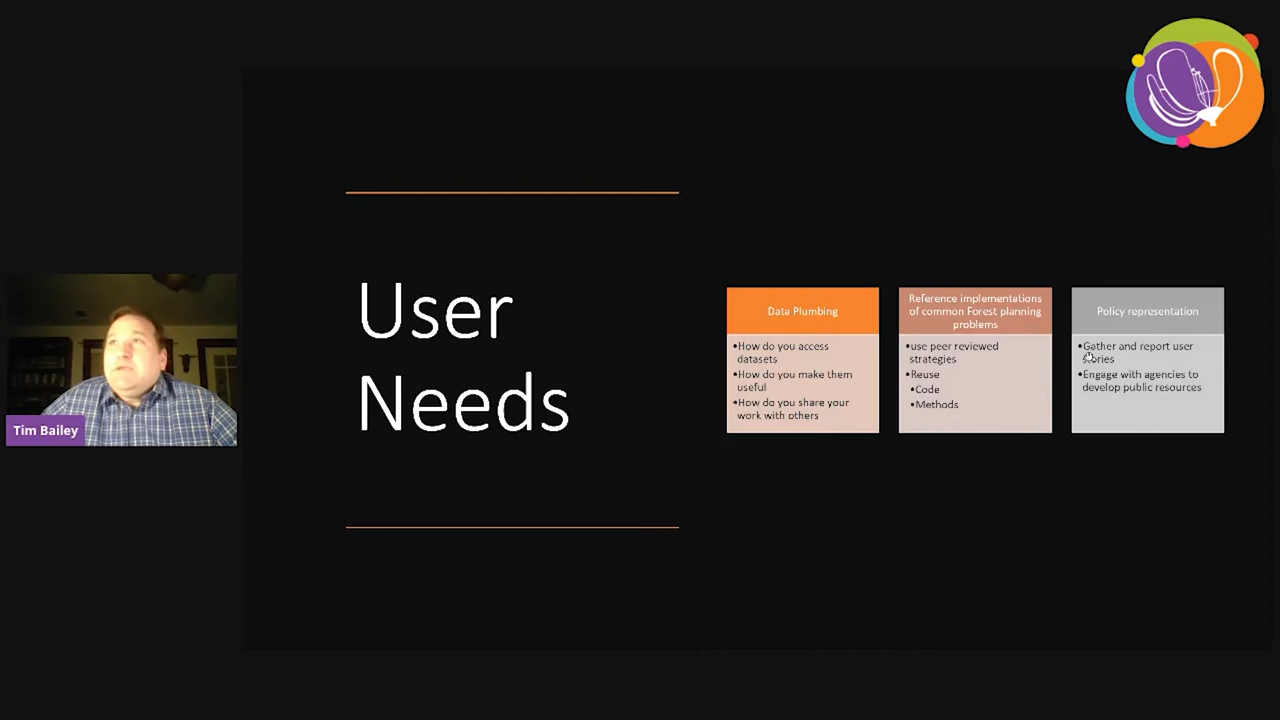 User
Needs
Data Plumbing
•How do you access
datasets
•How do you make them
useful
•How do you share your
work with others
Reference implementations
of common Forest planning
problems
•use peer reviewed
strategies
•Reuse
•Code
•Methods
Policy representation
•Gather and report user
stories
•Engage with agencies to
develop public resources
Tim Bailey